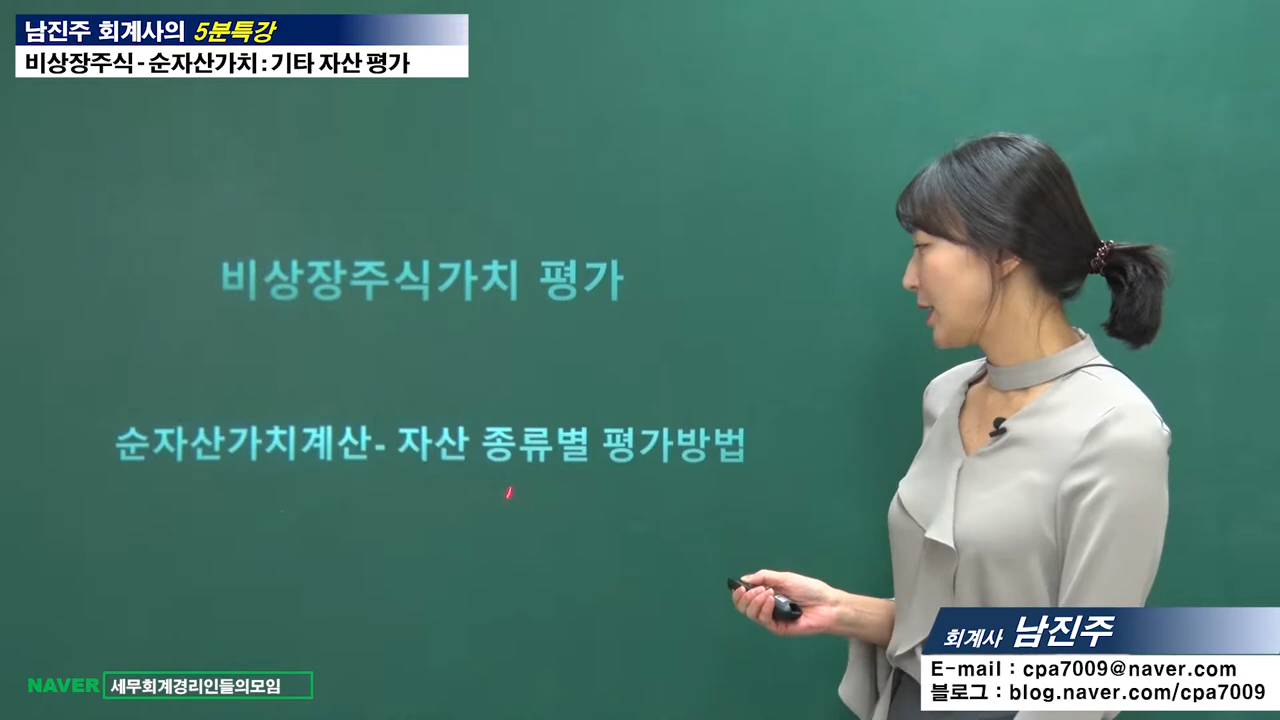 남진주 회계사의 5분특강
비상장주식 - 순자산가치 : 기타 자산 평가
비상장주식가치 평가
순자산가치계산- 자산 종류별 평가방법
회계사 남진주
E-mail : cpa7009@naver.com
블로그 : blog.naver.com/cpa7009
NAVER 세무회계경리인들의모임